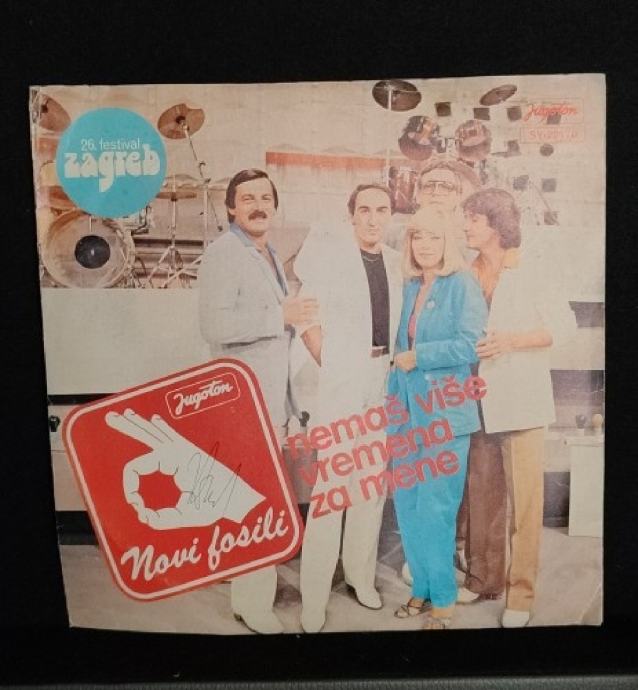 26. festival
zagreb
Jugoton
Jugoton
Novi fosili
nemaš više
vremena
za mene